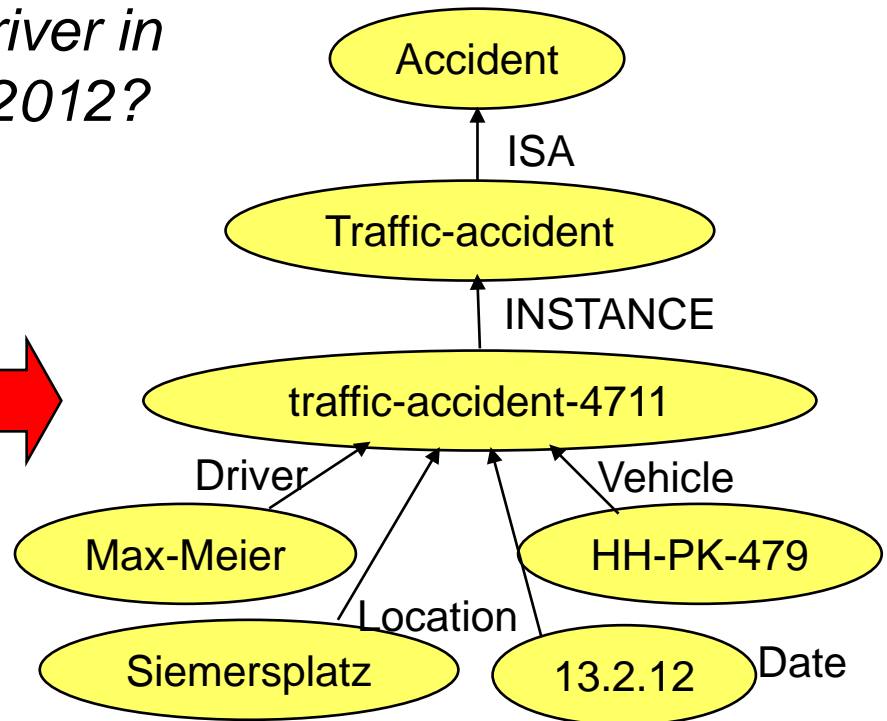 river in
2012?
Accident
ISA
Traffic-accident
INSTANCE
traffic-accident-4711
Driver
Vehicle
Max-Meier
HH-PK-479
Location
Siemersplatz
13.2.12
Date